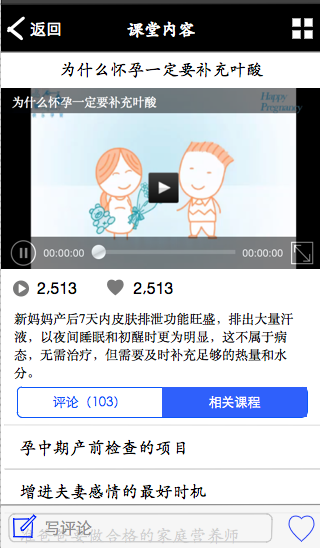 返回
课堂内容
为什么怀孕一定要补充叶酸
为什么怀孕一定要补充叶酸
Happy
Pregnancy
00:00:00
00:00:00
2,513
2,513
新妈妈产后7天内皮肤排泄功能旺盛，排出大量汗
液，以夜间睡眠和初醒时更为明显，这不属于病
态，无需治疗，但需要及时补充足够的热量和水
分。
评论（103）
相关课程
孕中期产前检查的项目
增进夫妻感情的最好时机
写评论
爸爸要做合格的家庭营养师